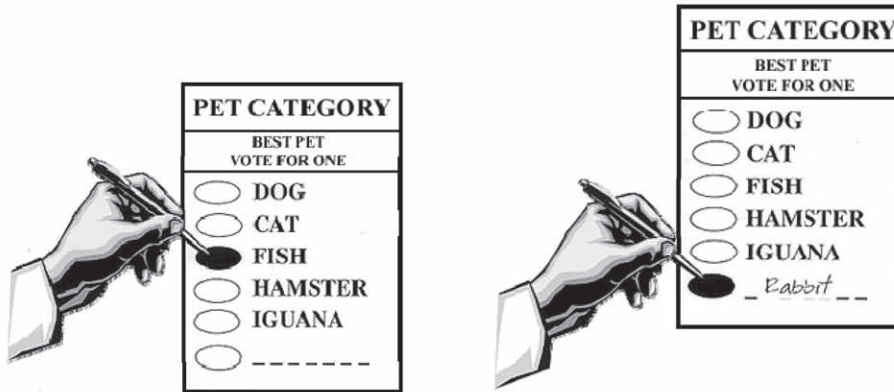 PET CATEGORY
BEST PET
VOTE FOR ONE
DOG
CAT
FISH
HAMSTER
IGUANA
PET CATEGORY
BEST PET
VOTE FOR ONE
DOG
CAT
FISH
HAMSTER
IGUANA
Rabbit